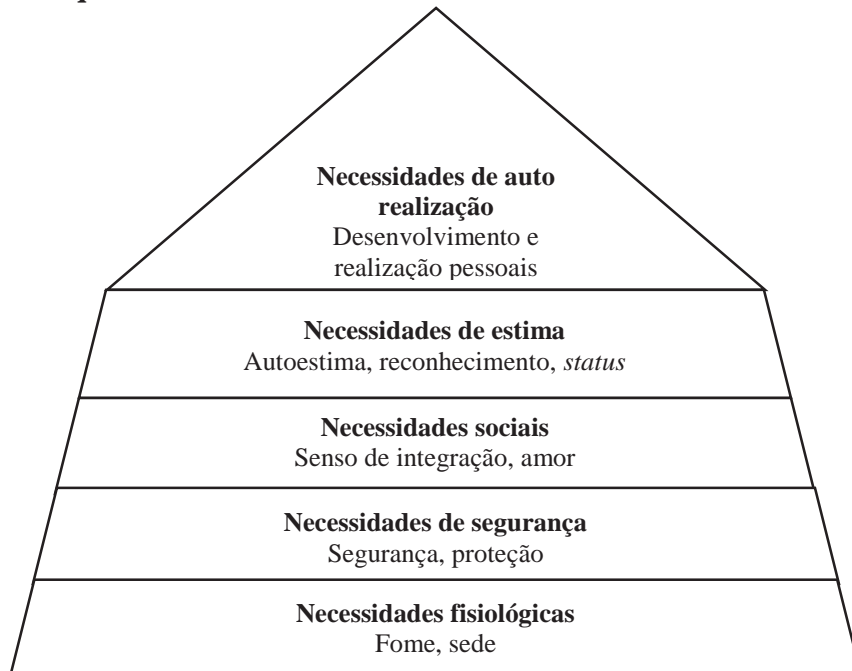 Necessidades de auto
realização
Desenvolvimento e
realização pessoais
Necessidades de estima
Autoestima, reconhecimento, status
Necessidades sociais
Senso de integração, amor
Necessidades de segurança
Segurança, proteção
Necessidades fisiológicas
Fome, sede